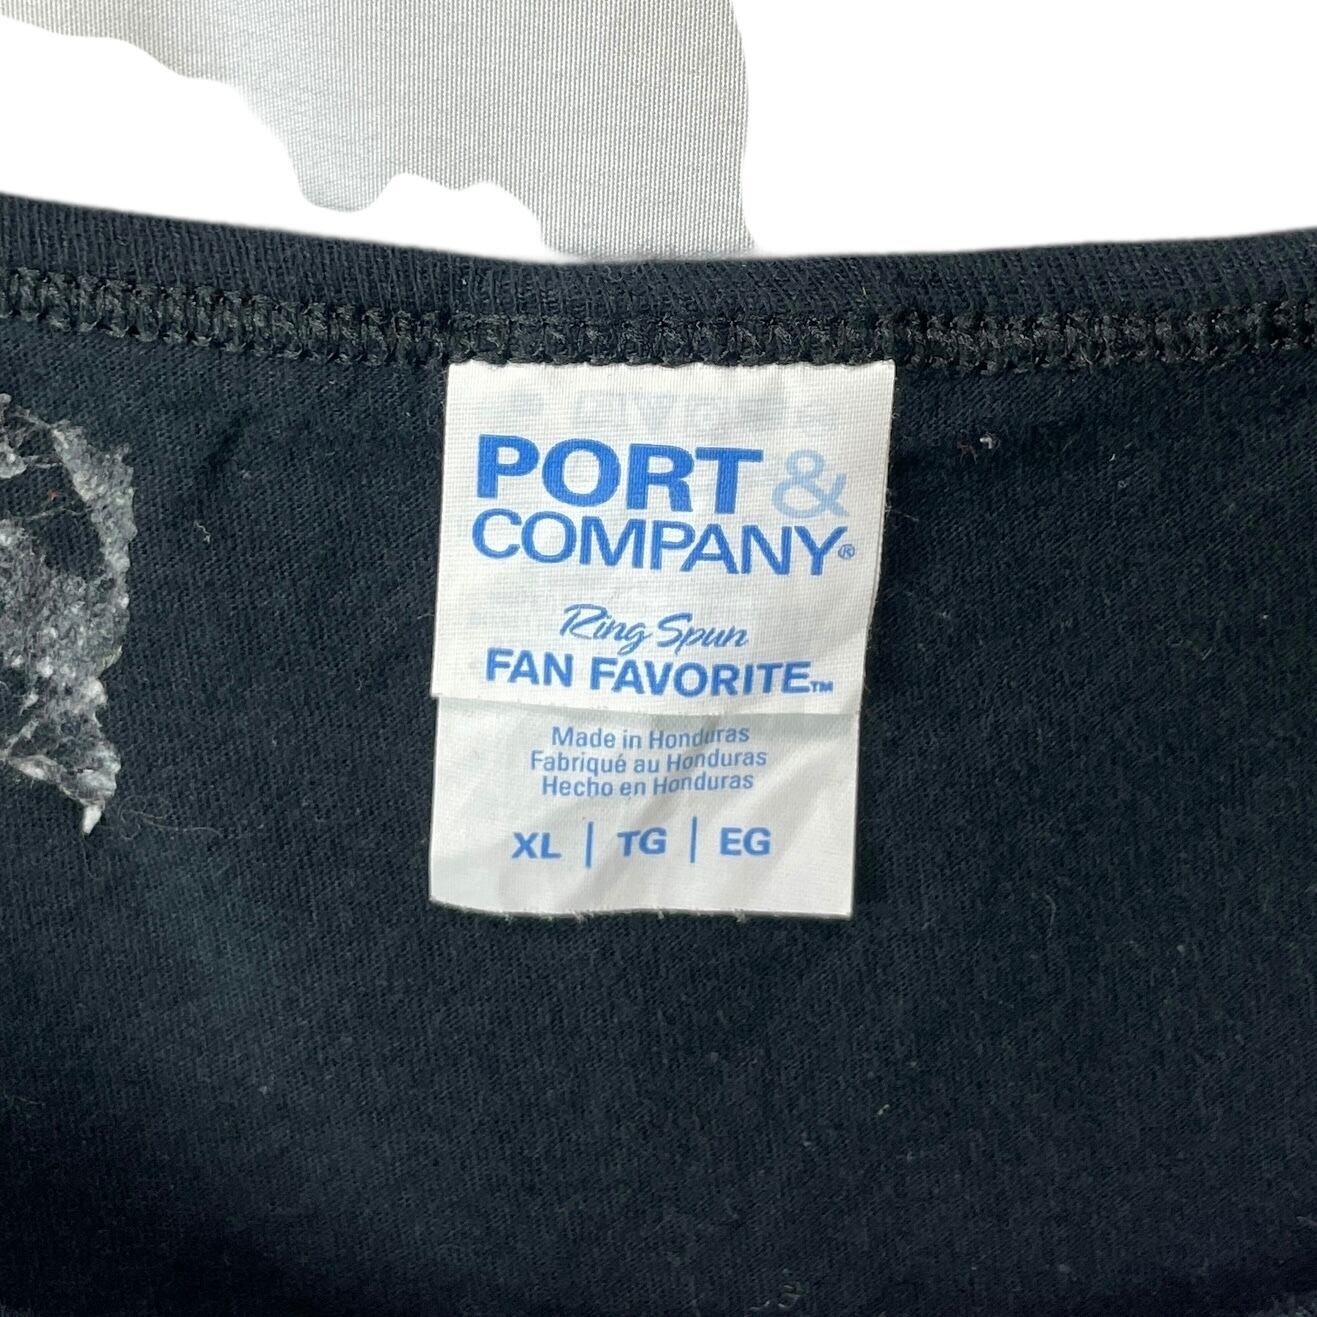 PORT &
COMPANY®
Ring Spun
FAN FAVORITE™
Made in Honduras
Fabriqué au Honduras
Hecho en Honduras
XL | TG | EG